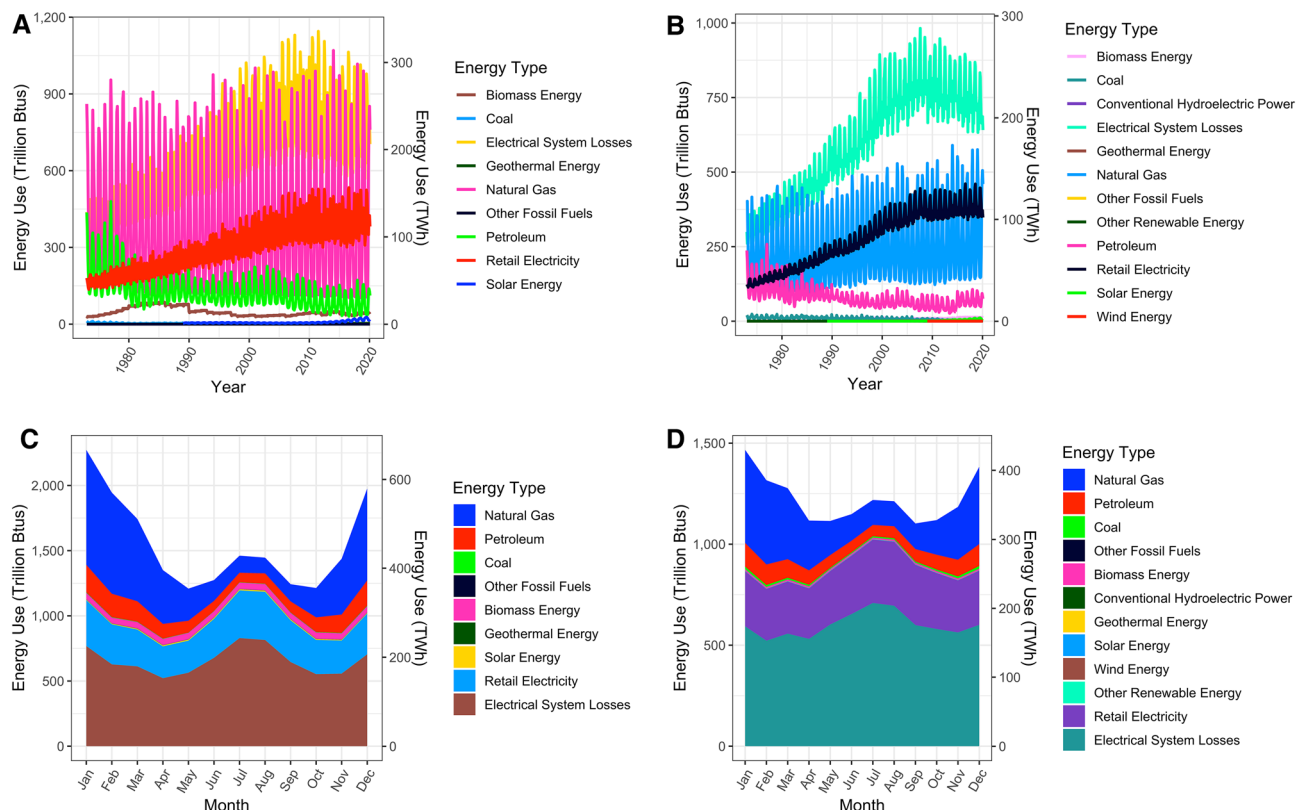 A
Energy Use (Trillion Btus)
1,200
900
600
300
0
300
200
100
0
Energy Use (TWh)
1980
1990
2000
2010
2020
Year
Energy Type
Biomass Energy
Coal
Electrical System Losses
Geothermal Energy
Natural Gas
Other Fossil Fuels
Petroleum
Retail Electricity
Solar Energy
B
Energy Use (Trillion Btus)
1,000
750
500
250
0
300
200
100
0
Energy Use (TWh)
1980
1990
2000
2010
2020
Year
Energy Type
Biomass Energy
Coal
Conventional Hydroelectric Power
Electrical System Losses
Geothermal Energy
Natural Gas
Other Fossil Fuels
Other Renewable Energy
Petroleum
Retail Electricity
Solar Energy
Wind Energy
C
Energy Use (Trillion Btus)
2,000
1,500
1,000
500
0
600
400
200
0
Energy Use (TWh)
Jan
Feb
Mar
Apr
May
Jun
Jul
Aug
Sep
Oct
Nov
Dec
Month
Energy Type
Natural Gas
Petroleum
Coal
Other Fossil Fuels
Biomass Energy
Geothermal Energy
Solar Energy
Retail Electricity
Electrical System Losses
D
Energy Use (Trillion Btus)
1,500
1,000
500
0
400
300
200
100
0
Energy Use (TWh)
Jan
Feb
Mar
Apr
May
Jun
Jul
Aug
Sep
Oct
Nov
Dec
Month
Energy Type
Natural Gas
Petroleum
Coal
Other Fossil Fuels
Biomass Energy
Conventional Hydroelectric Power
Geothermal Energy
Solar Energy
Wind Energy
Other Renewable Energy
Retail Electricity
Electrical System Losses